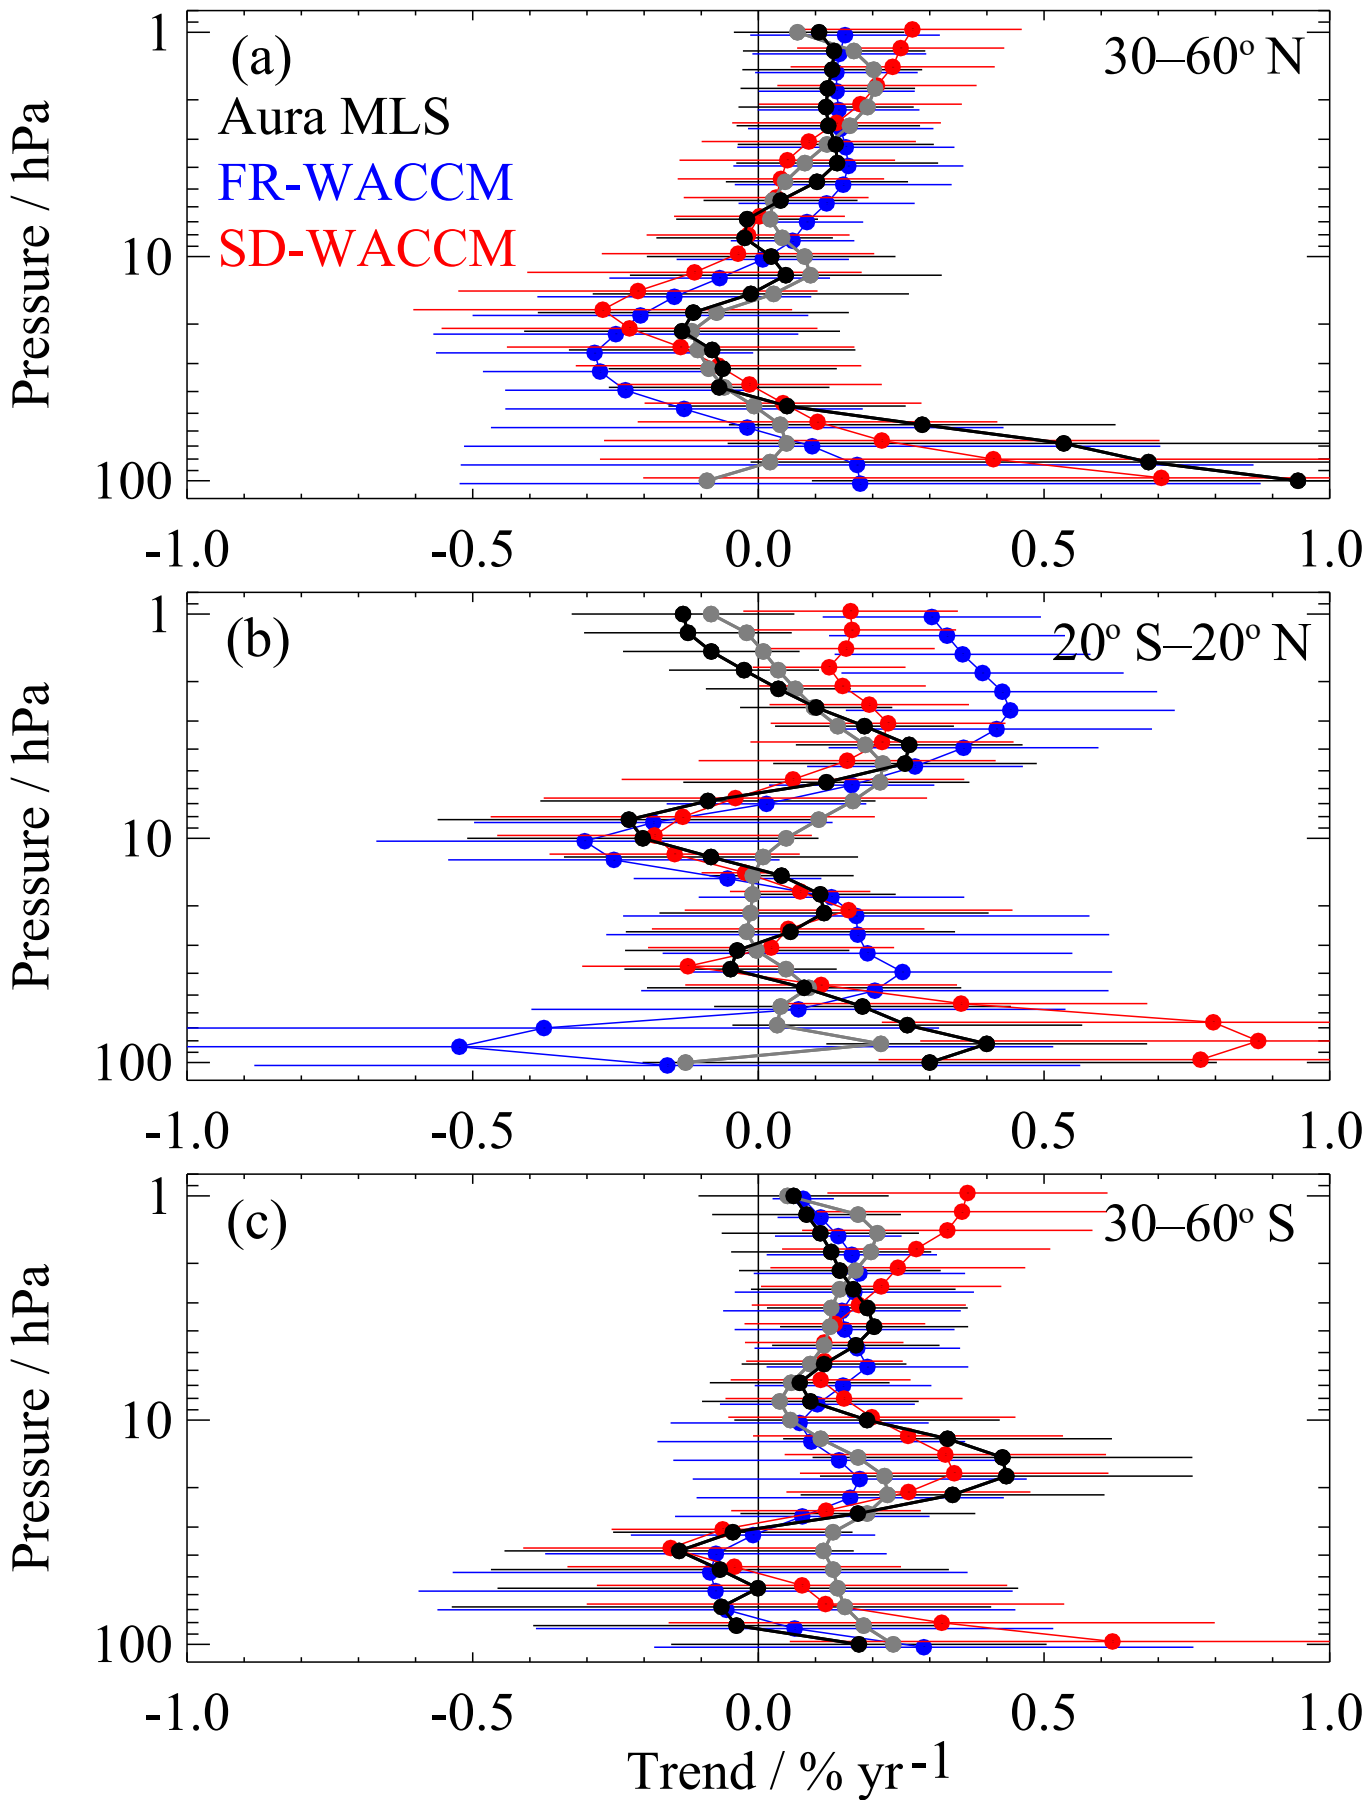 (a)
30–60° N
Aura MLS
FR-WACCM
SD-WACCM
Pressure / hPa
1
10
100
-1.0 -0.5 0.0 0.5 1.0
(b)
20° S–20° N
Pressure / hPa
1
10
100
-1.0 -0.5 0.0 0.5 1.0
(c)
30–60° S
Pressure / hPa
1
10
100
-1.0 -0.5 0.0 0.5 1.0
Trend / % yr⁻¹